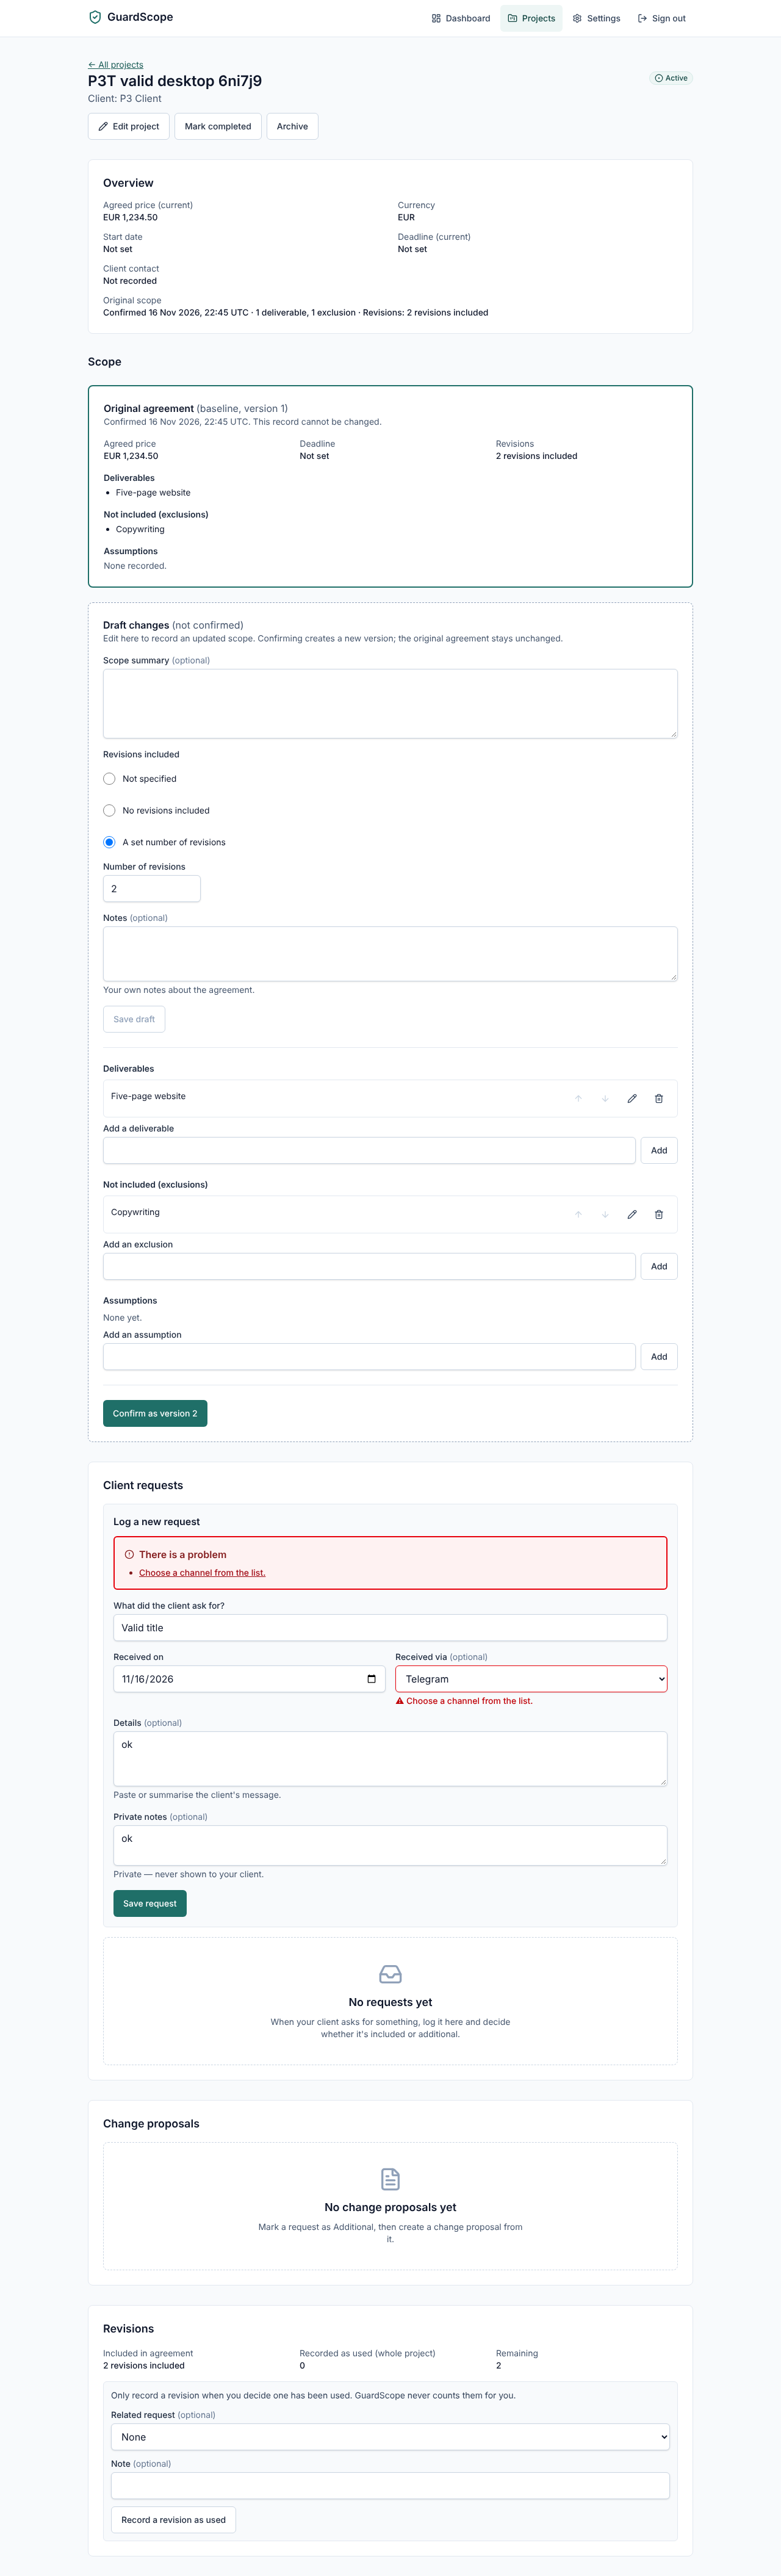 GuardScope
Dashboard
Projects
Settings
Sign out
← All projects
P3T valid desktop 6ni7j9
Active
Client: P3 Client
Edit project
Mark completed
Archive
Overview
Agreed price (current)
EUR 1,234.50
Currency
EUR
Start date
Not set
Deadline (current)
Not set
Client contact
Not recorded
Original scope
Confirmed 16 Nov 2026, 22:45 UTC · 1 deliverable, 1 exclusion · Revisions: 2 revisions included
Scope
Original agreement (baseline, version 1)
Confirmed 16 Nov 2026, 22:45 UTC. This record cannot be changed.
Agreed price
EUR 1,234.50
Deadline
Not set
Revisions
2 revisions included
Deliverables
• Five-page website
Not included (exclusions)
• Copywriting
Assumptions
None recorded.
Draft changes (not confirmed)
Edit here to record an updated scope. Confirming creates a new version; the original agreement stays unchanged.
Scope summary (optional)
Revisions included
Not specified
No revisions included
A set number of revisions
Number of revisions
2
Notes (optional)
Your own notes about the agreement.
Save draft
Deliverables
Five-page website
Add a deliverable
Add
Not included (exclusions)
Copywriting
Add an exclusion
Add
Assumptions
None yet.
Add an assumption
Add
Confirm as version 2
Client requests
Log a new request
There is a problem
• Choose a channel from the list.
What did the client ask for?
Valid title
Received on
11/16/2026
Received via (optional)
Telegram
Choose a channel from the list.
Details (optional)
ok
Paste or summarise the client's message.
Private notes (optional)
ok
Private — never shown to your client.
Save request
No requests yet
When your client asks for something, log it here and decide
whether it's included or additional.
Change proposals
No change proposals yet
Mark a request as Additional, then create a change proposal from
it.
Revisions
Included in agreement
2 revisions included
Recorded as used (whole project)
0
Remaining
2
Only record a revision when you decide one has been used. GuardScope never counts them for you.
Related request (optional)
None
Note (optional)
Record a revision as used